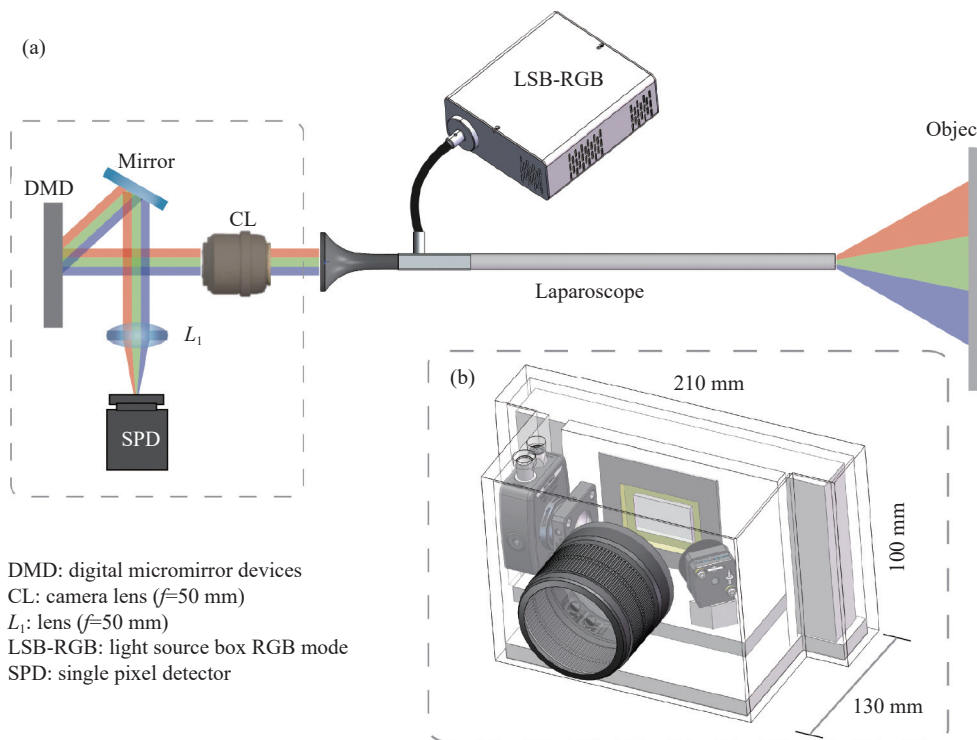 (a)
LSB-RGB
Objec
Mirror
DMD
CL
Laparoscope
L₁
SPD
(b)
210 mm
100 mm
130 mm
DMD: digital micromirror devices
CL: camera lens (f=50 mm)
L₁: lens (f=50 mm)
LSB-RGB: light source box RGB mode
SPD: single pixel detector